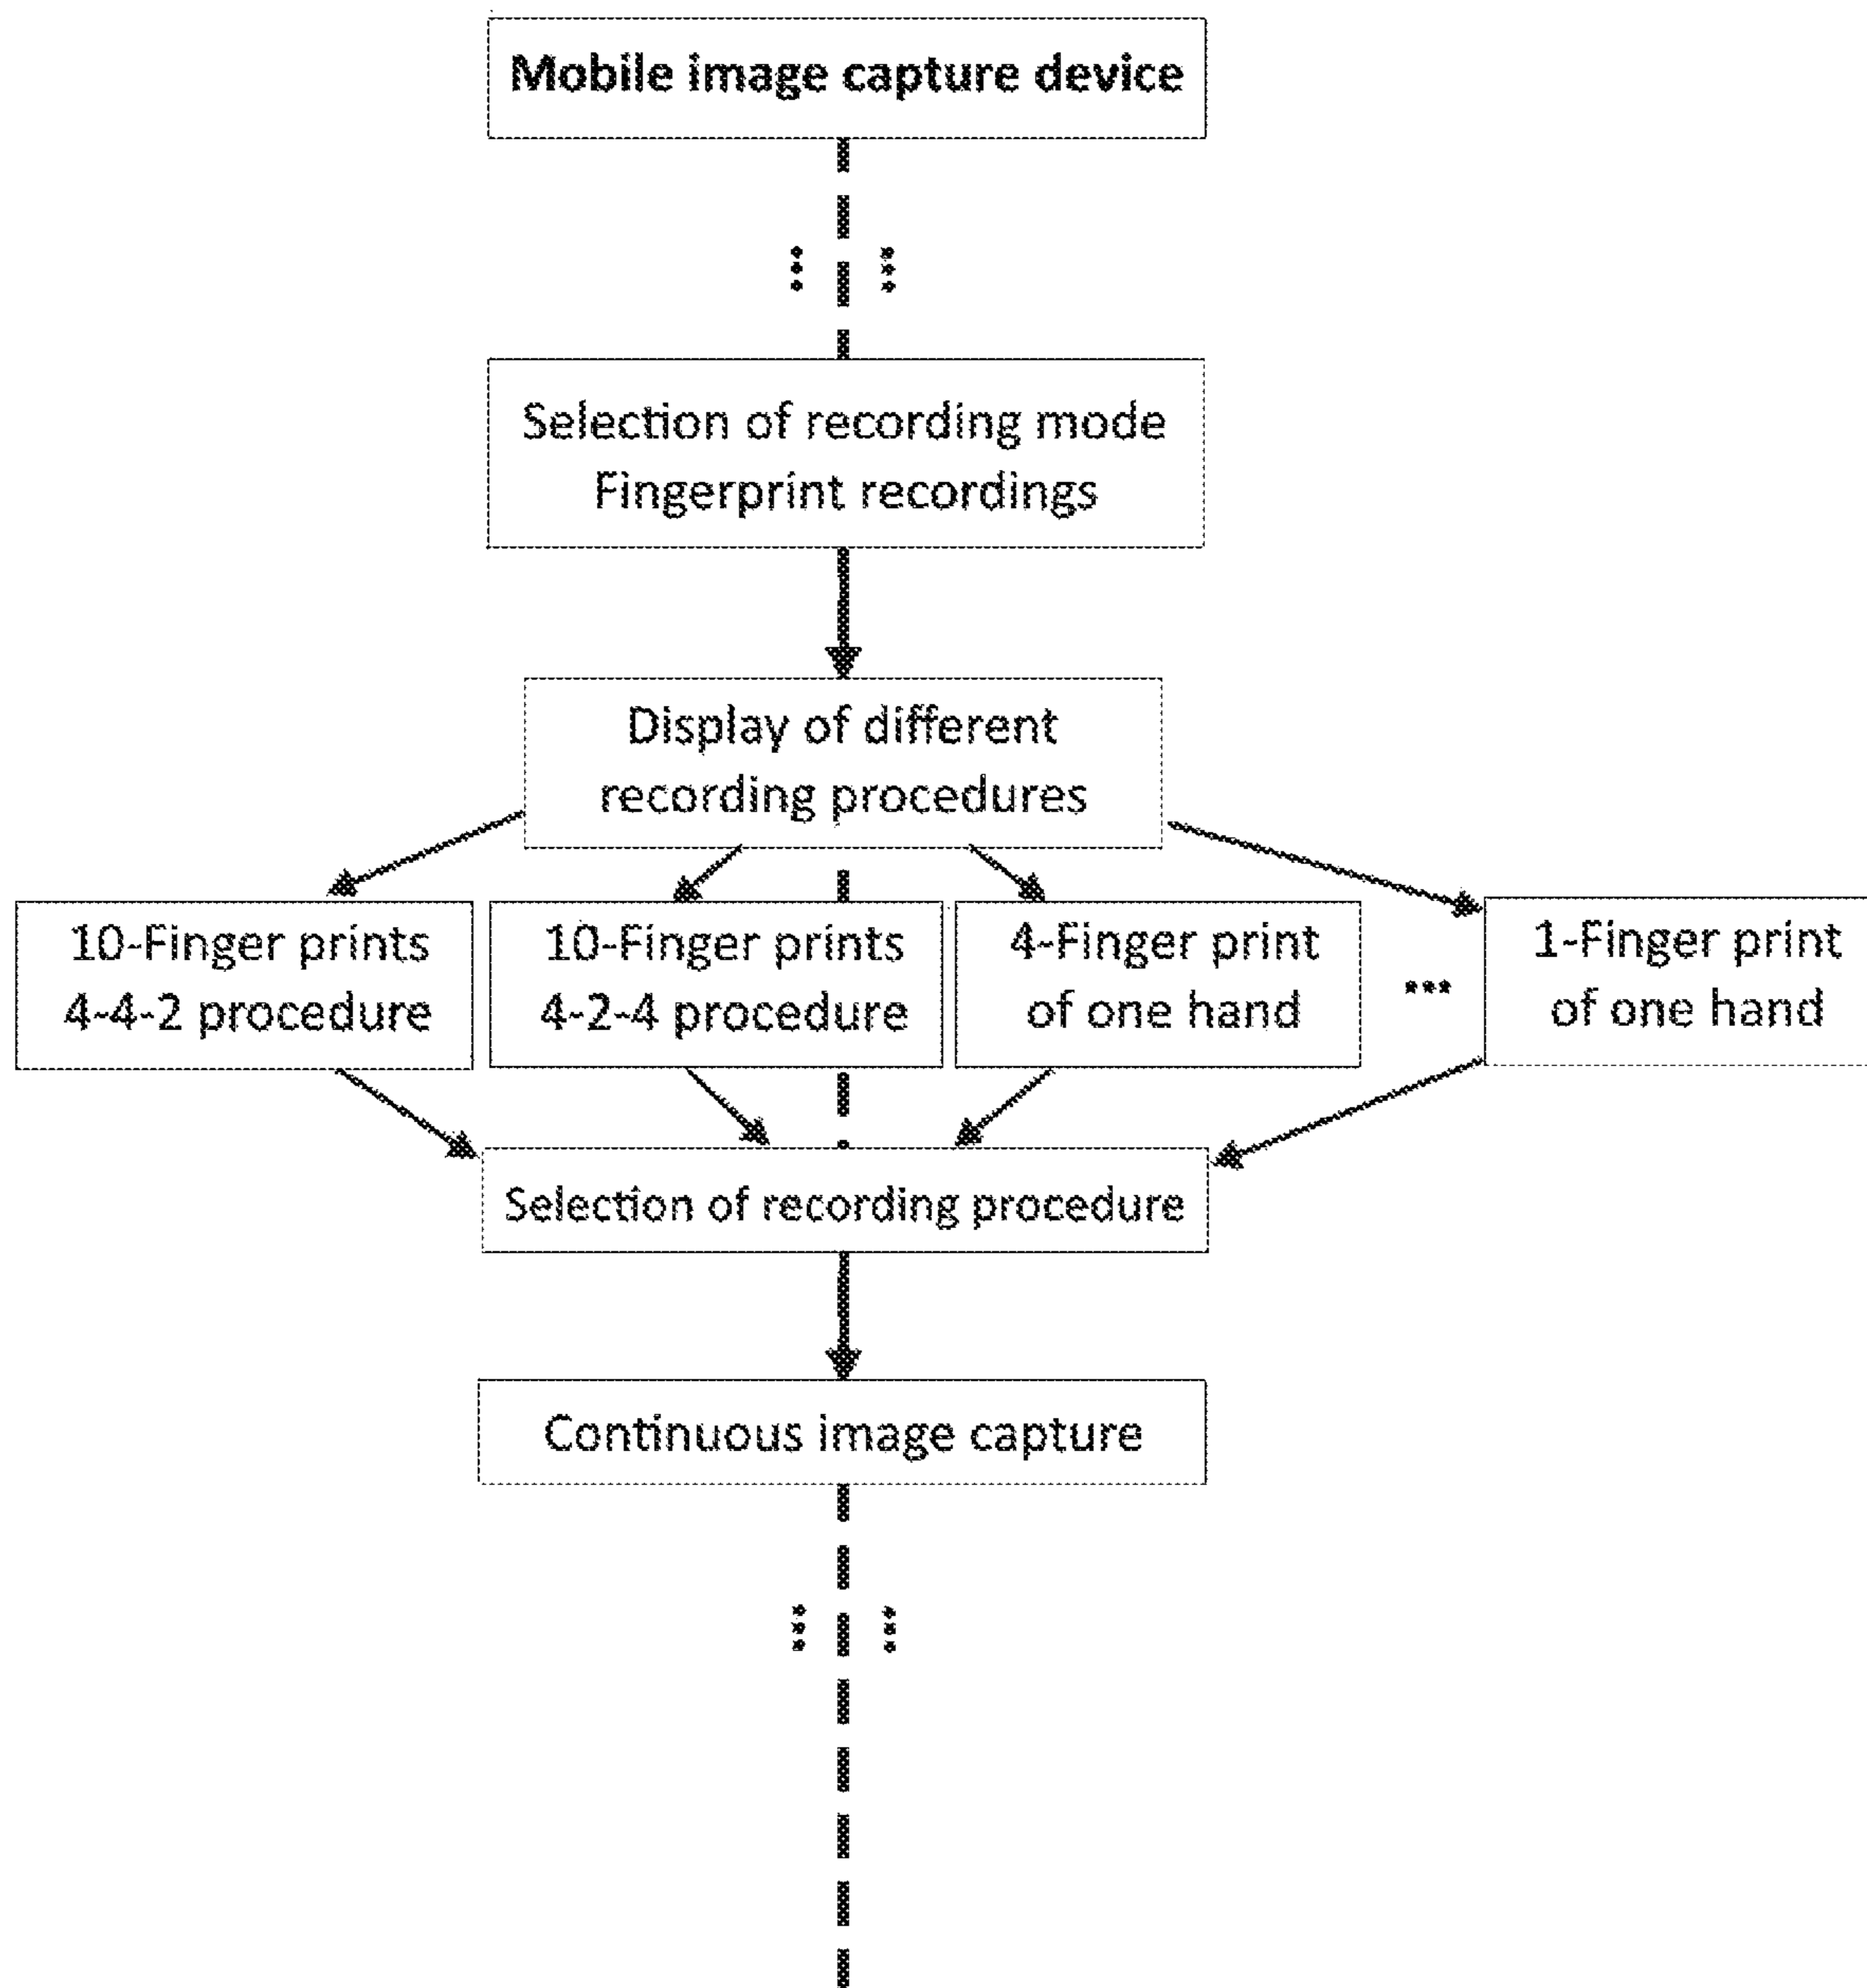 Mobile image capture device
Selection of recording mode
Fingerprint recordings
Display of different
recording procedures
10-Finger prints
4-4-2 procedure
10-Finger prints
4-2-4 procedure
4-Finger print
of one hand
...
1-Finger print
of one hand
Selection of recording procedure
Continuous image capture